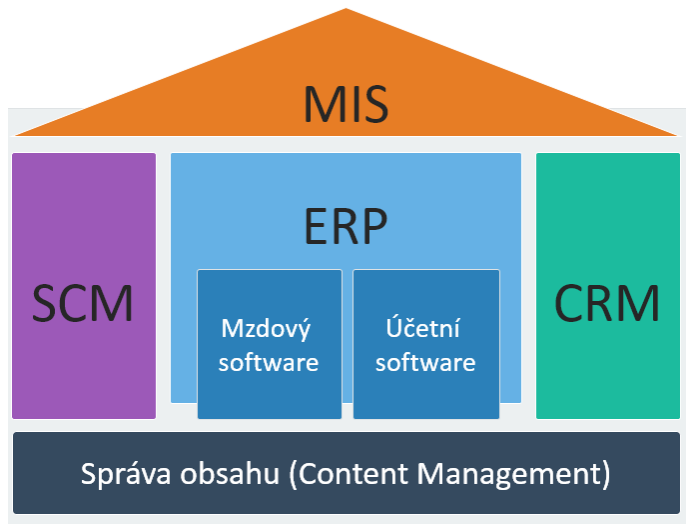 MIS
SCM
ERP
CRM
Mzdový
software
Účetní
software
Správa obsahu (Content Management)